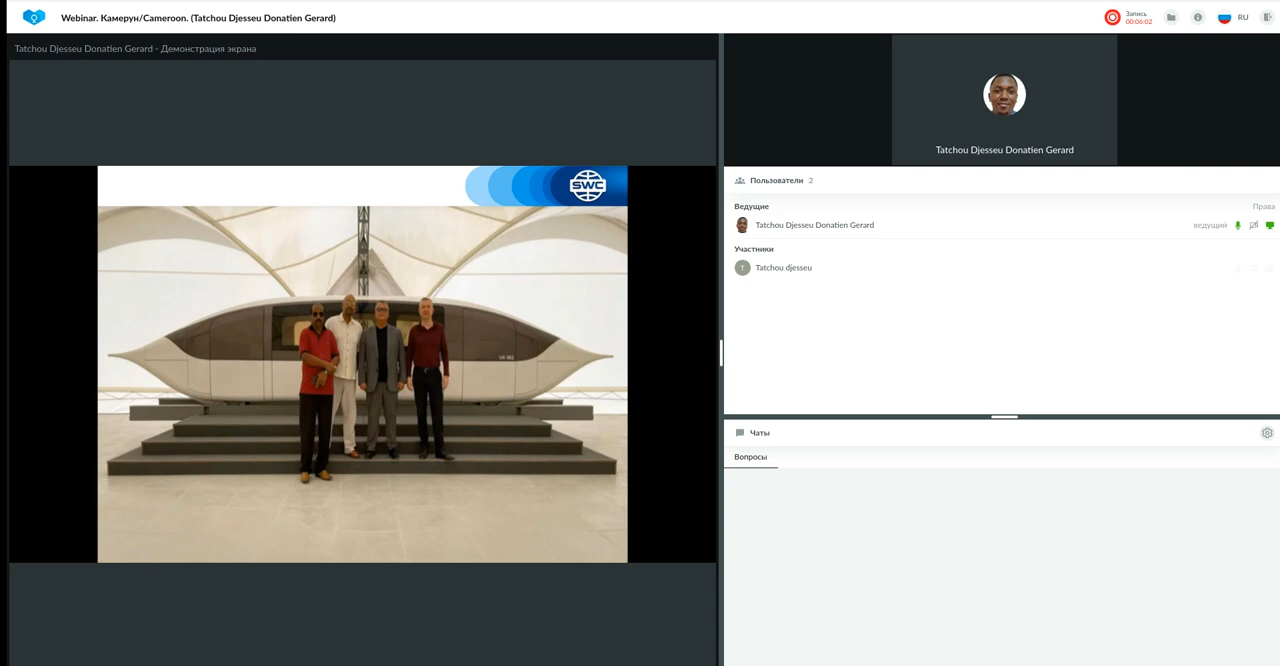 Webinar. Камерун/Cameroon. (Tatchou Djesseu Donatien Gerard)
Запись
00:06:02
RU
Tatchou Djesseu Donatien Gerard - Демонстрация экрана
SWC
Tatchou Djesseu Donatien Gerard
Пользователи 2
Ведущие Права
Tatchou Djesseu Donatien Gerard ведущий
Участники
T Tatchou djesseu
Чаты
Вопросы